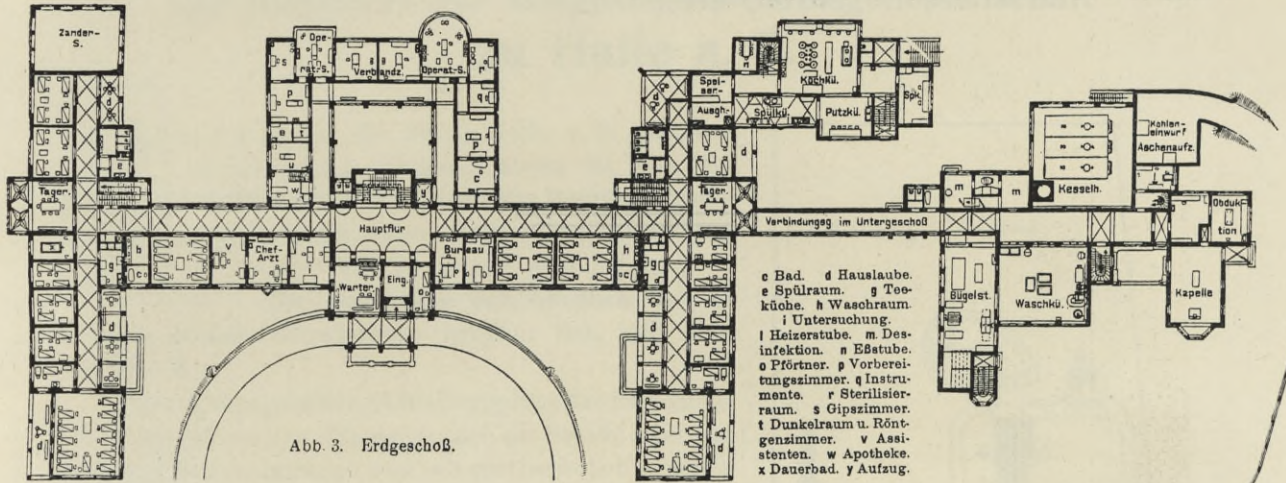 Zander-
S.
d
e
Tager.
b
c
g
d
d
v
Chef-
Arzt
i
s
Ope-
rat-S.
Verbandz.
Operat-S.
r
q
p
p
e
u
w
p
y
Hauptflur
Warter.
Eing.
o
Bureau
h
c
g
d
d
d
e
Tager.
d
Spei-
ser-
Ausgb.
n
Kochkü.
Spülkü.
Putzkü.
Spk.
Verbindungsg im Untergeschoß
m
m
Kesselh.
Kohlen-
einwurf
Aschenaufz.
l
Obduk-
tion
Bügelst.
Waschkü.
Kapelle
c Bad. d Hauslaube.
e Spülraum. g Tee-
küche. h Waschraum.
i Untersuchung.
l Heizerstube. m Des-
infektion. n Eßstube.
o Pförtner. p Vorberei-
tungszimmer. q Instru-
mente. r Sterilisier-
raum. s Gipszimmer.
t Dunkelraum u. Rönt-
genzimmer. v Assi-
stenten. w Apotheke.
x Dauerbad. y Aufzug.
Abb. 3. Erdgeschoß.